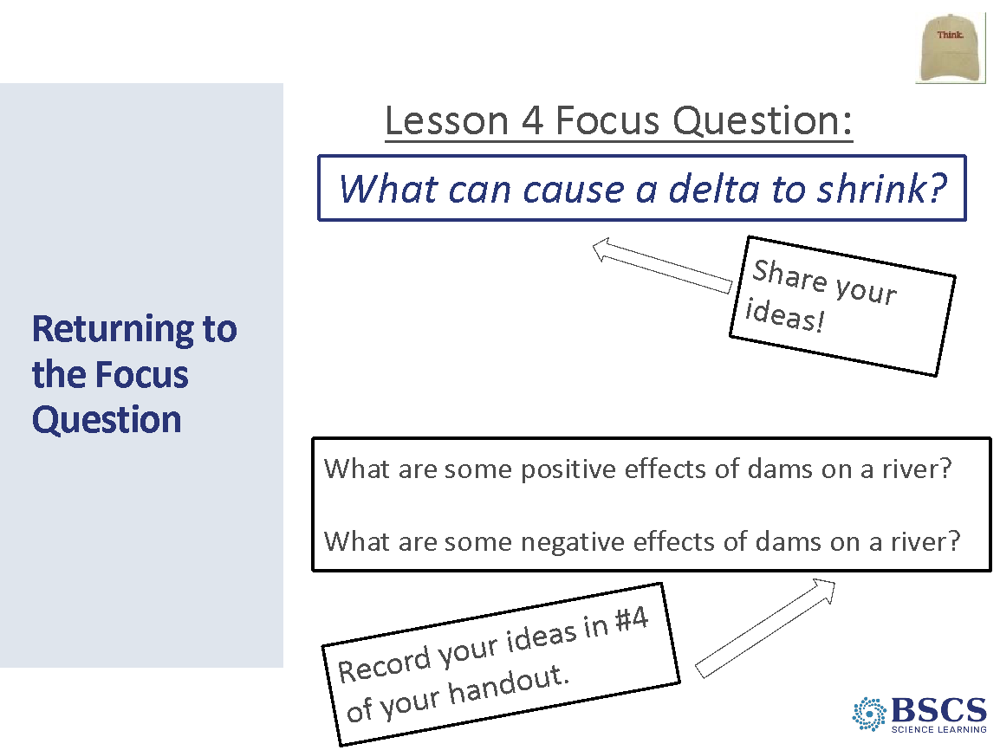 Think.
Lesson 4 Focus Question:
What can cause a delta to shrink?
Share your
ideas!
Returning to
the Focus
Question
What are some positive effects of dams on a river?
What are some negative effects of dams on a river?
Record your ideas in #4
of your handout.
BSCS
SCIENCE LEARNING